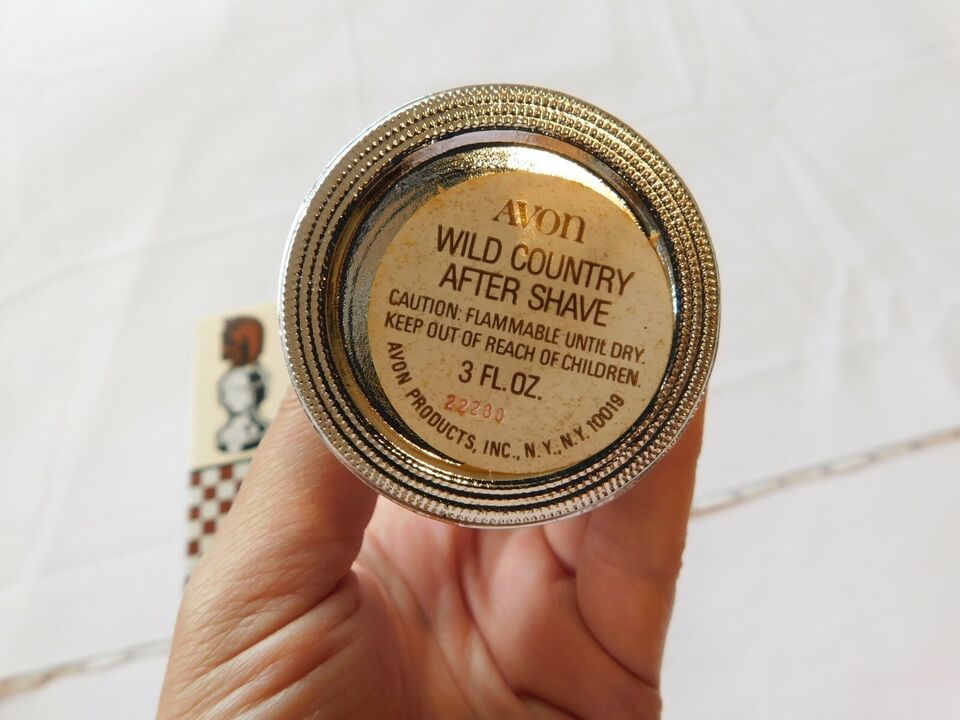 AVON
WILD COUNTRY
AFTER SHAVE
CAUTION: FLAMMABLE UNTIL DRY.
KEEP OUT OF REACH OF CHILDREN.
3 FL. OZ.
AVON PRODUCTS, INC., N.Y., N.Y. 10019